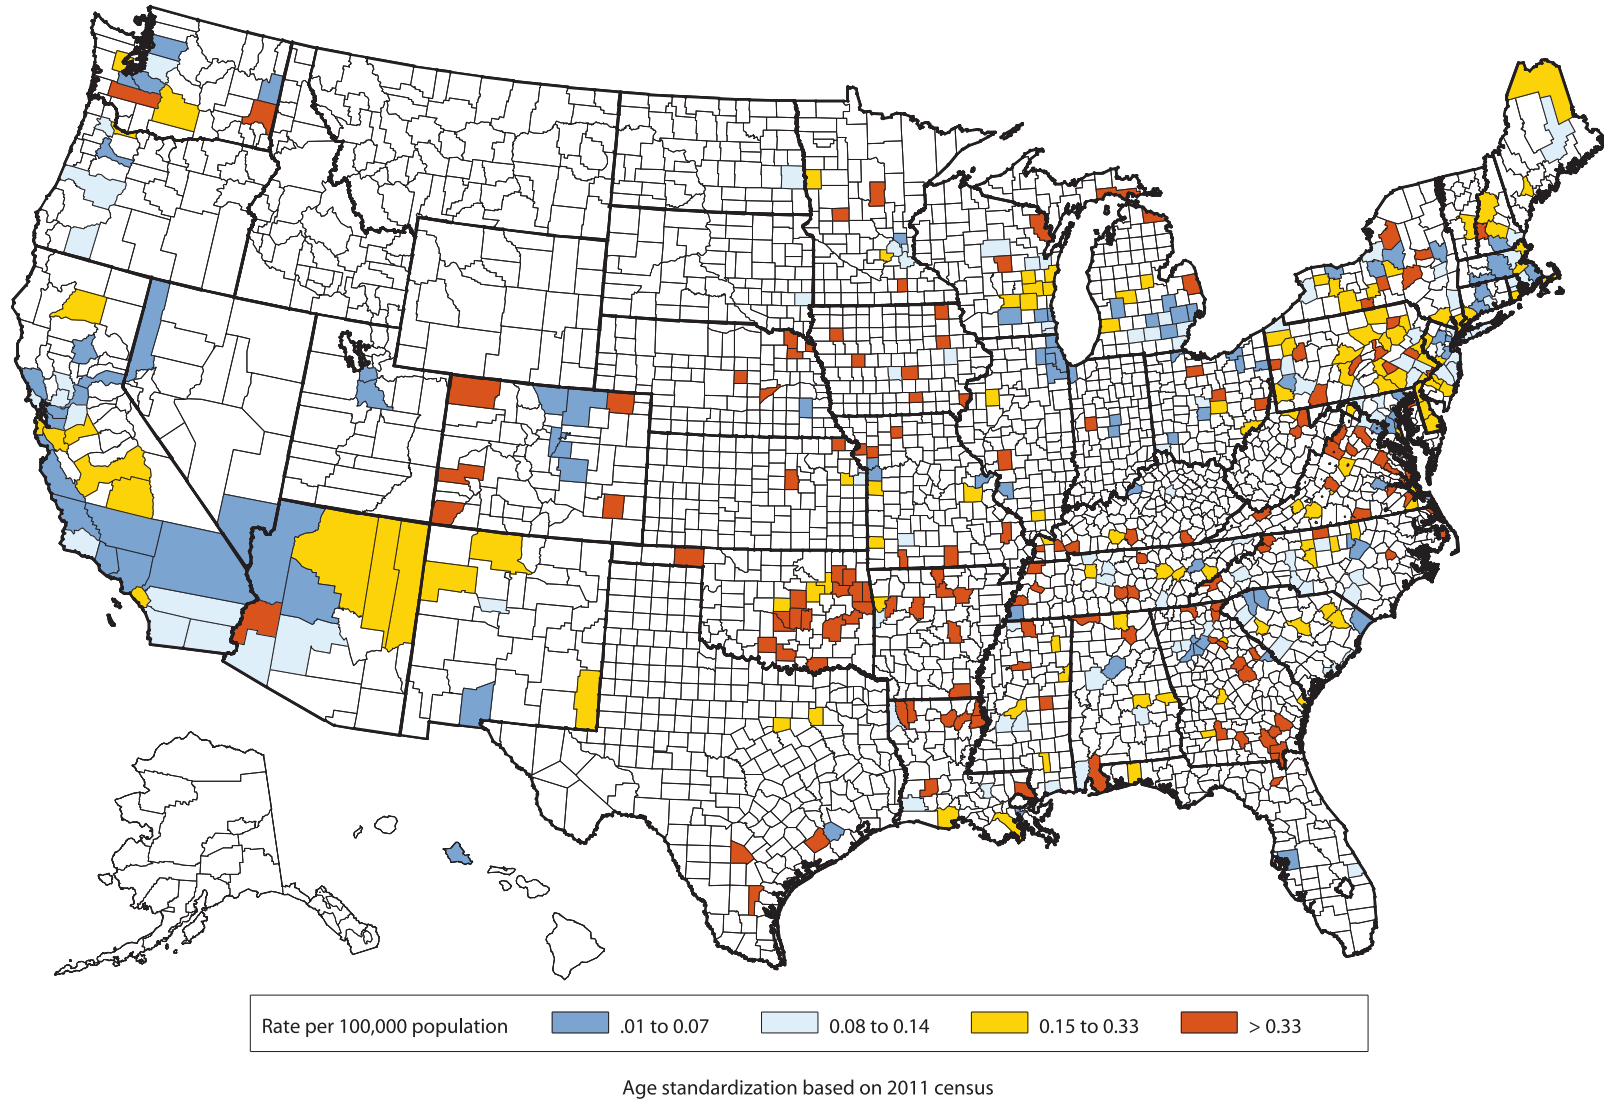 Rate per 100,000 population .01 to 0.07 0.08 to 0.14 0.15 to 0.33 > 0.33
Age standardization based on 2011 census